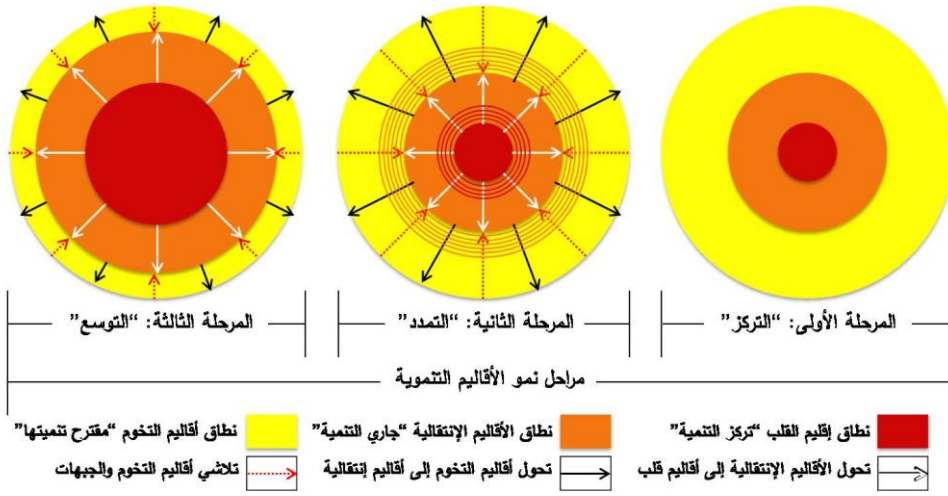 المرحلة الأولى: “التركز”
المرحلة الثانية: “التمدد”
المرحلة الثالثة: “التوسع”
مراحل نمو الأقاليم التنموية
نطاق إقليم القلب “تركز التنمية”
نطاق الأقاليم الإنتقالية “جاري التنمية”
نطاق أقاليم التخوم “مقترح تنميتها”
تحول الأقاليم الإنتقالية إلى أقاليم قلب
تحول أقاليم التخوم إلى أقاليم إنتقالية
تلاشي أقاليم التخوم والجبهات